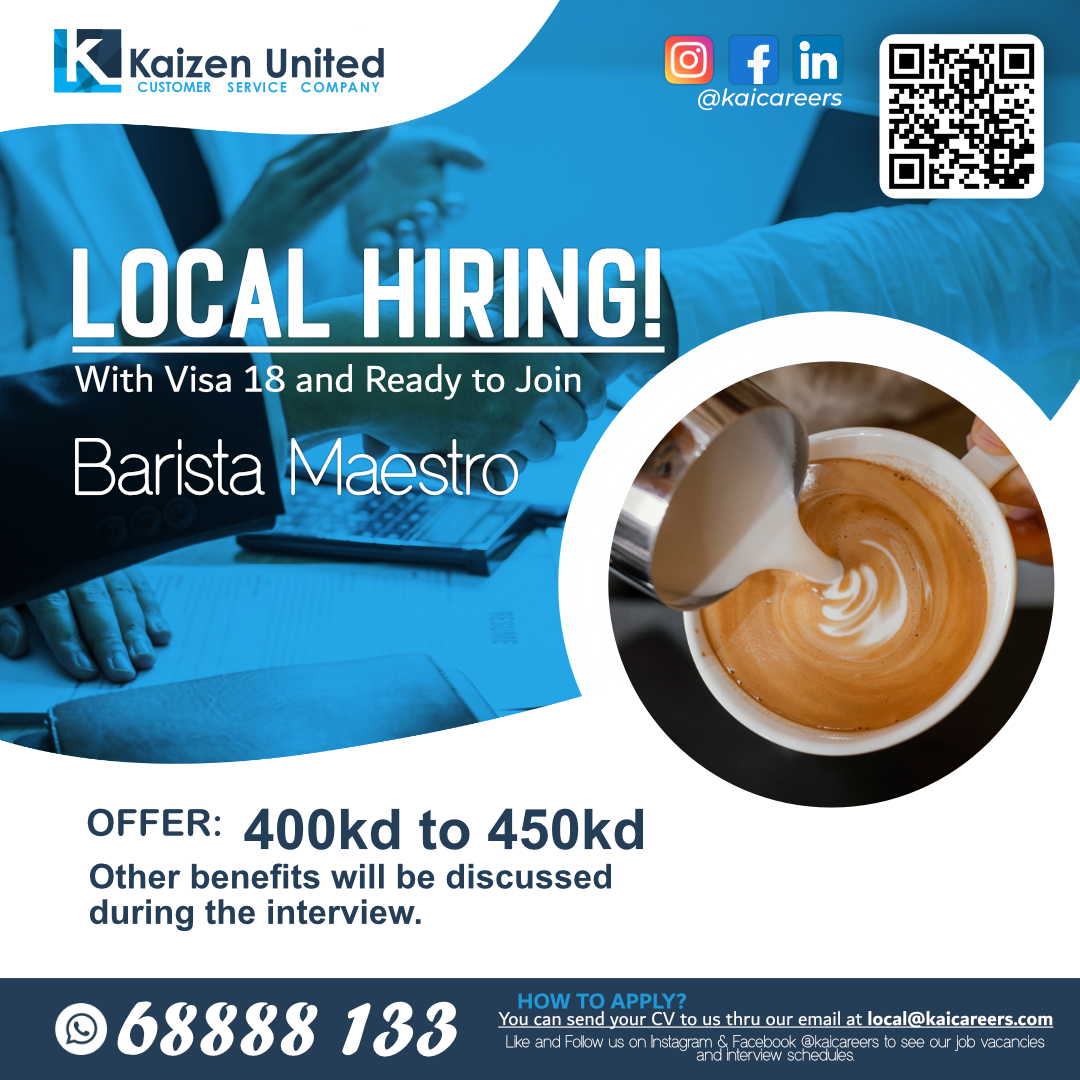 Kaizen United
CUSTOMER SERVICE COMPANY
@kaicareers
LOCAL HIRING!
With Visa 18 and Ready to Join
Barista Maestro
RESUME
OFFER: 400kd to 450kd
Other benefits will be discussed
during the interview.
68888 133
HOW TO APPLY?
You can send your CV to us thru our email at local@kaicareers.com
Like and Follow us on Instagram & Facebook @kaicareers to see our job vacancies
and interview schedules.